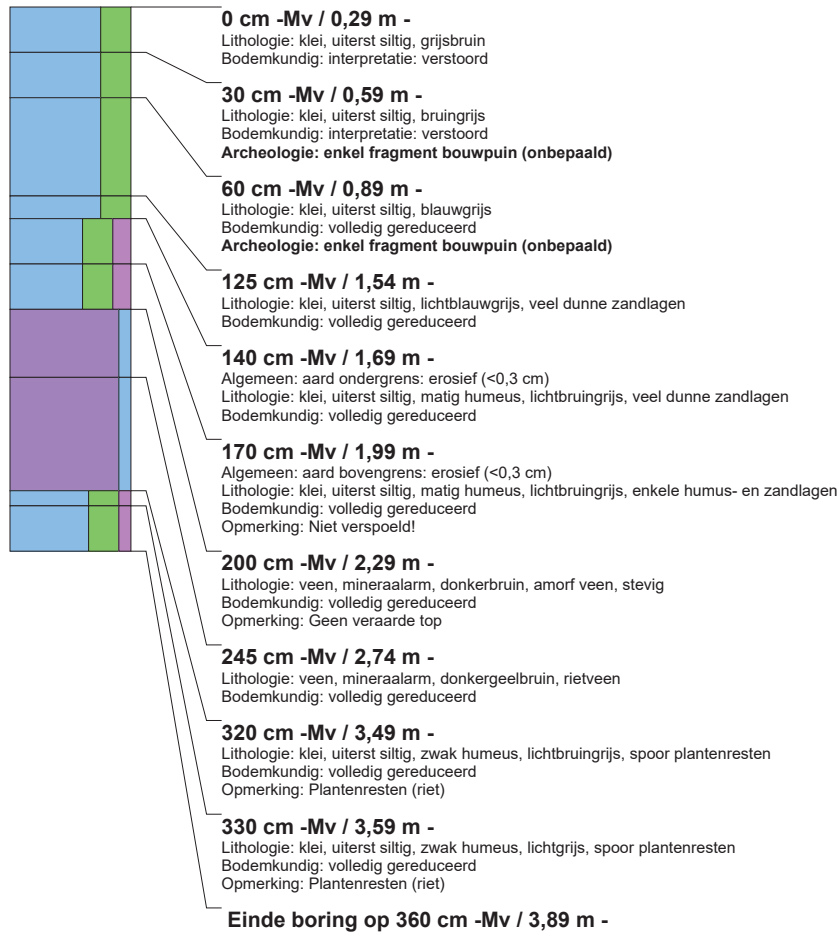 0 cm -Mv / 0,29 m -
Lithologie: klei, uiterst siltig, grijsbruin
Bodemkundig: interpretatie: verstoord
30 cm -Mv / 0,59 m -
Lithologie: klei, uiterst siltig, bruingrijs
Bodemkundig: interpretatie: verstoord
Archeologie: enkel fragment bouwpuin (onbepaald)
60 cm -Mv / 0,89 m -
Lithologie: klei, uiterst siltig, blauwgrijs
Bodemkundig: volledig gereduceerd
Archeologie: enkel fragment bouwpuin (onbepaald)
125 cm -Mv / 1,54 m -
Lithologie: klei, uiterst siltig, lichtblauwgrijs, veel dunne zandlagen
Bodemkundig: volledig gereduceerd
140 cm -Mv / 1,69 m -
Algemeen: aard ondergrens: erosief (<0,3 cm)
Lithologie: klei, uiterst siltig, matig humeus, lichtbruingrijs, veel dunne zandlagen
Bodemkundig: volledig gereduceerd
170 cm -Mv / 1,99 m -
Algemeen: aard bovengrens: erosief (<0,3 cm)
Lithologie: klei, uiterst siltig, matig humeus, lichtbruingrijs, enkele humus- en zandlagen
Bodemkundig: volledig gereduceerd
Opmerking: Niet verspoeld!
200 cm -Mv / 2,29 m -
Lithologie: veen, mineraalarm, donkerbruin, amorf veen, stevig
Bodemkundig: volledig gereduceerd
Opmerking: Geen veraarde top
245 cm -Mv / 2,74 m -
Lithologie: veen, mineraalarm, donkergeelbruin, rietveen
Bodemkundig: volledig gereduceerd
320 cm -Mv / 3,49 m -
Lithologie: klei, uiterst siltig, zwak humeus, lichtbruingrijs, spoor plantenresten
Bodemkundig: volledig gereduceerd
Opmerking: Plantenresten (riet)
330 cm -Mv / 3,59 m -
Lithologie: klei, uiterst siltig, zwak humeus, lichtgrijs, spoor plantenresten
Bodemkundig: volledig gereduceerd
Opmerking: Plantenresten (riet)
Einde boring op 360 cm -Mv / 3,89 m -